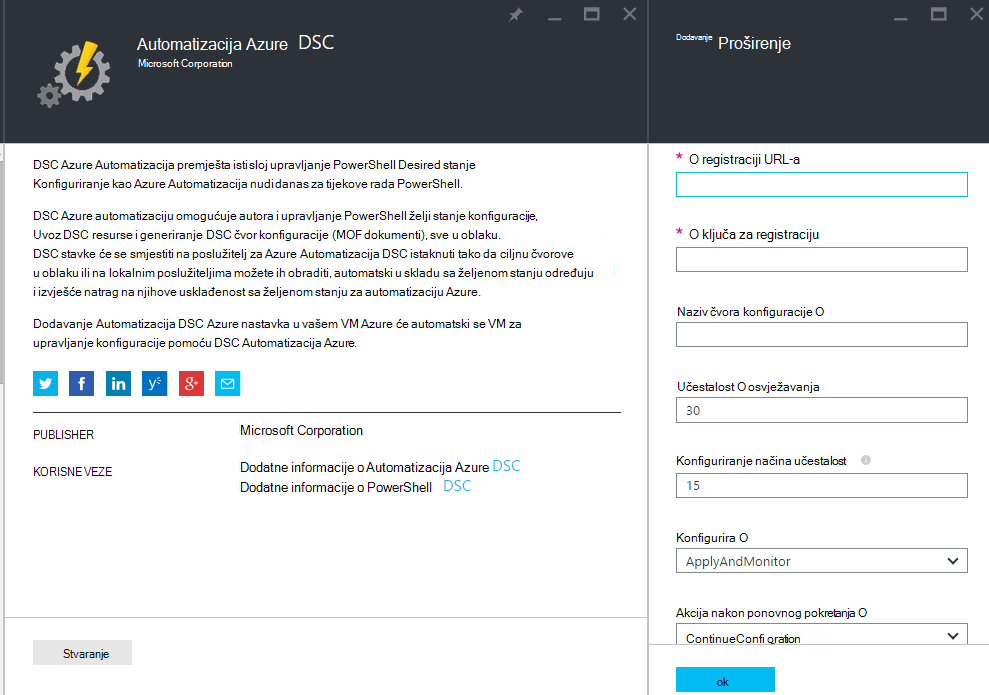 Automatizacija Azure DSC
Microsoft Corporation
DSC Azure Automatizacija premješta isti sloj upravljanje PowerShell Desired stanje
Konfiguriranje kao Azure Automatizacija nudi danas za tijekove rada PowerShell.
DSC Azure automatizaciju omogućuje autora i upravljanje PowerShell želji stanje konfiguracije,
Uvoz DSC resurse i generiranje DSC čvor konfiguracije (MOF dokumenti), sve u oblaku.
DSC stavke će se smjestiti na poslužitelj za Azure Automatizacija DSC istaknuti tako da ciljnu čvorove
u oblaku ili na lokalnim poslužiteljima možete ih obraditi, automatski u skladu sa željenom stanju određuju
i izvješće natrag na njihove usklađenost sa željenom stanju za automatizaciju Azure.
Dodavanje Automatizacija DSC Azure nastavka u vašem VM Azure će automatski se VM za
upravljanje konfiguracije pomoću DSC Automatizacija Azure.
PUBLISHER
Microsoft Corporation
KORISNE VEZE
Dodatne informacije o Automatizacija Azure DSC
Dodatne informacije o PowerShell DSC
Stvaranje
Dodavanje Proširenje
* O registraciji URL-a
* O ključa za registraciju
Naziv čvora konfiguracije O
Učestalost O osvježavanja
30
Konfiguriranje načina učestalost
15
Konfigurira O
ApplyAndMonitor
Akcija nakon ponovnog pokretanja O
ContinueConfi gration
ok